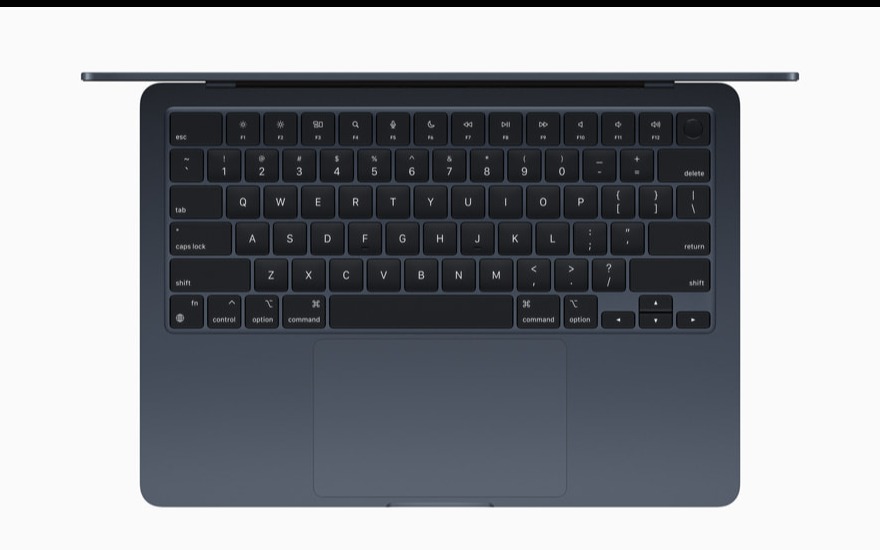 esc F1 F2 F3 F4 F5 F6 F7 F8 F9 F10 F11 F12
~ ! @ # $ % ^ & * ( ) — +
` 1 2 3 4 5 6 7 8 9 0 - = delete
tab Q W E R T Y U I O P { [ } ] | \
caps lock A S D F G H J K L : ; " ' return
shift Z X C V B N M < , > . ? / shift
fn ^ ⌥ ⌘ ⌘ ⌥ ▲
control option command command option ◄ ▼ ►